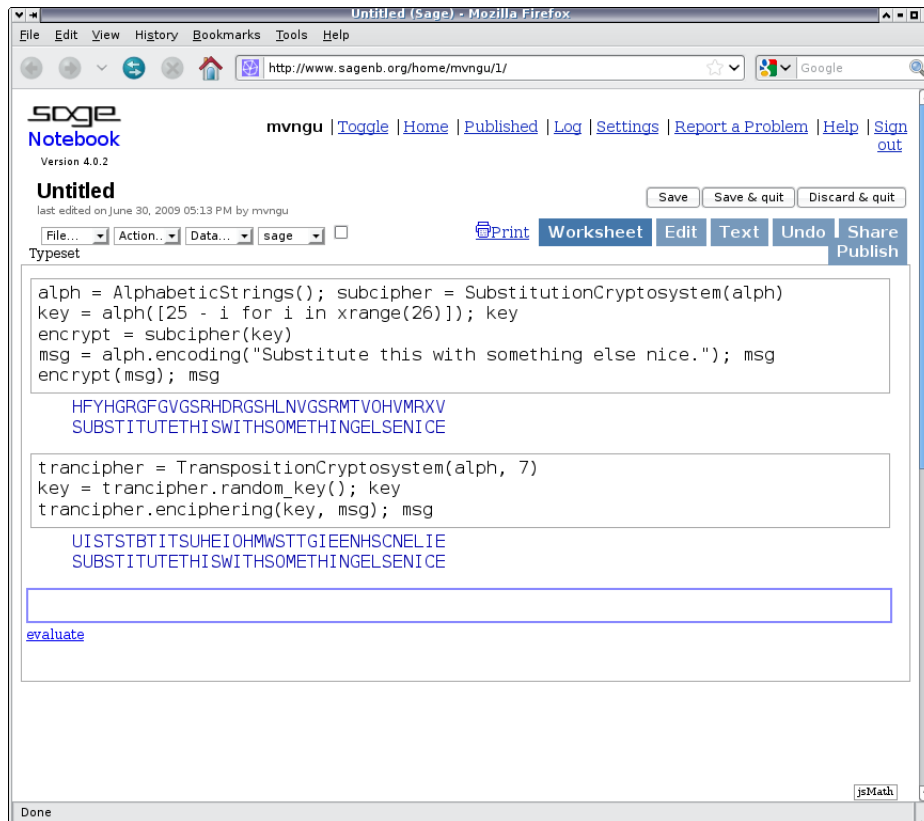 Untitled (Sage) - Mozilla Firefox
File Edit View History Bookmarks Tools Help
http://www.sagenb.org/home/mvngu/1/
Google
sage
Notebook
Version 4.0.2
mvngu | Toggle | Home | Published | Log | Settings | Report a Problem | Help | Sign
out
Untitled
last edited on June 30, 2009 05:13 PM by mvngu
Save Save & quit Discard & quit
File... Action.. Data... sage
Typeset
Print Worksheet Edit Text Undo Share
Publish
alph = AlphabeticStrings(); subcipher = SubstitutionCryptosystem(alph)
key = alph([25 - i for i in xrange(26)]); key
encrypt = subcipher(key)
msg = alph.encoding("Substitute this with something else nice."); msg
encrypt(msg); msg
HFYHGRGFGVGSRHDRGSHLNVGSRMTVOHVMRXV
SUBSTITUTETHISWITHSOMETHINGELSENICE
trancipher = TranspositionCryptosystem(alph, 7)
key = trancipher.random_key(); key
trancipher.enciphering(key, msg); msg
UISTSTBTITSUHEIOHMWSTTGIEENHSCNELIE
SUBSTITUTETHISWITHSOMETHINGELSENICE
evaluate
jsMath
Done